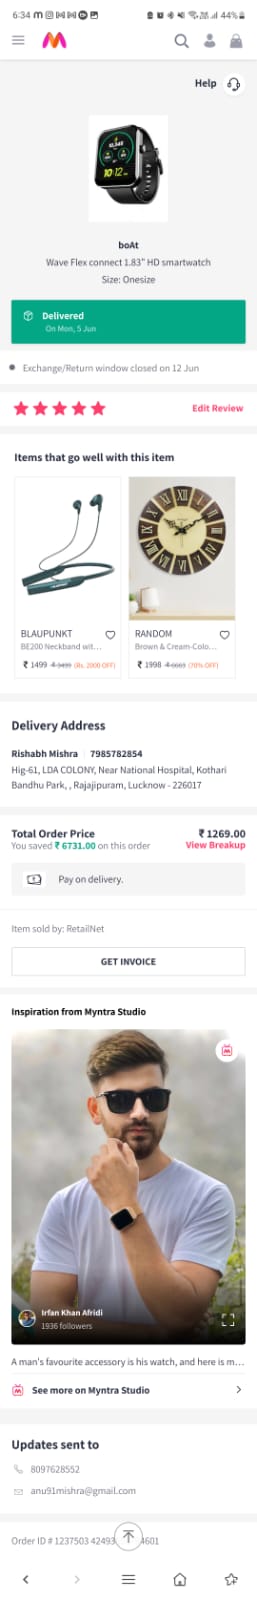 6:34
44%
Help
boAt
Wave Flex connect 1.83" HD smartwatch
Size: Onesize
Delivered
On Mon, 5 Jun
Exchange/Return window closed on 12 Jun
Edit Review
Items that go well with this item
BLAUPUNKT
BE200 Neckband wit...
₹ 1499 ₹ 3499 (Rs. 2000 OFF)
RANDOM
Brown & Cream-Colo...
₹ 1998 ₹ 6663 (70% OFF)
Delivery Address
Rishabh Mishra 7985782854
Hig-61, LDA COLONY, Near National Hospital, Kothari
Bandhu Park, , Rajajipuram, Lucknow - 226017
Total Order Price ₹ 1269.00
You saved ₹ 6731.00 on this order View Breakup
Pay on delivery.
Item sold by: RetailNet
GET INVOICE
Inspiration from Myntra Studio
Irfan Khan Afridi
1936 followers
A man's favourite accessory is his watch, and here is m...
See more on Myntra Studio
Updates sent to
8097628552
anu91mishra@gmail.com
Order ID # 1237503 4249 4601